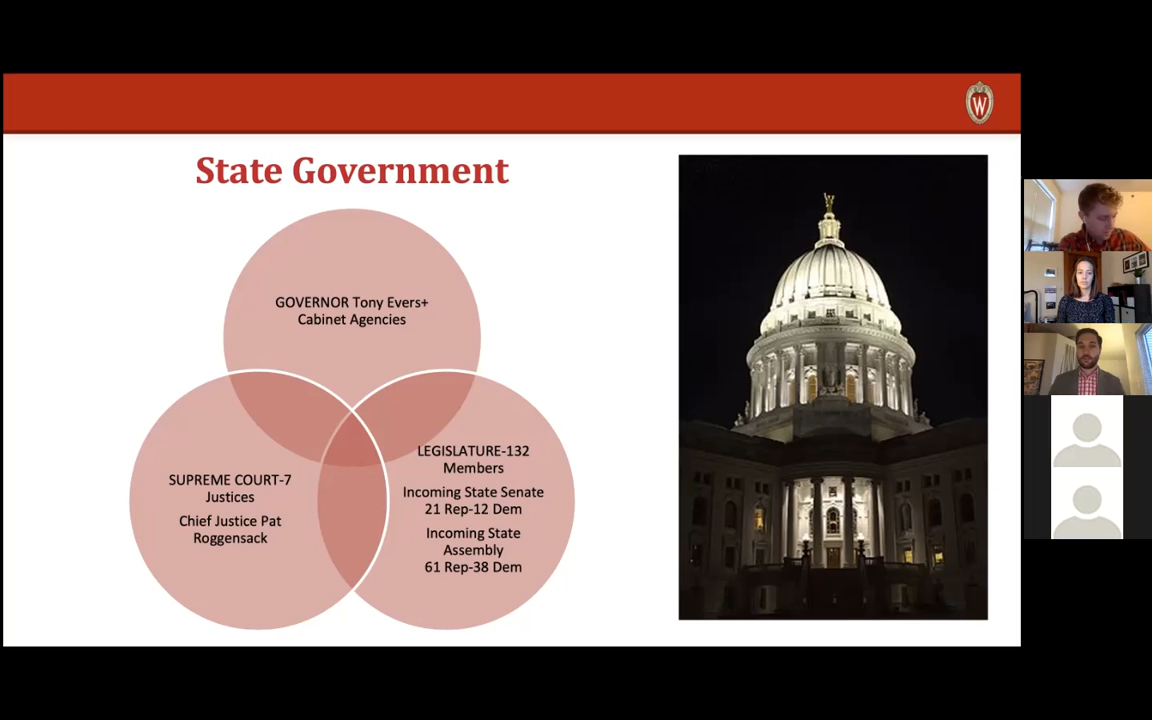 W
State Government
GOVERNOR Tony Evers+
Cabinet Agencies
SUPREME COURT-7
Justices
Chief Justice Pat
Roggensack
LEGISLATURE-132
Members
Incoming State Senate
21 Rep-12 Dem
Incoming State
Assembly
61 Rep-38 Dem